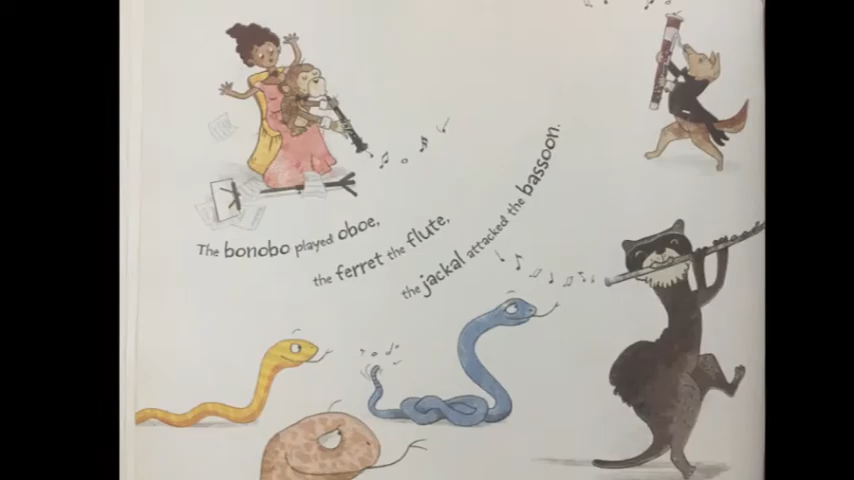 The bonobo played oboe,
the ferret the flute,
the jackal attacked the bassoon.